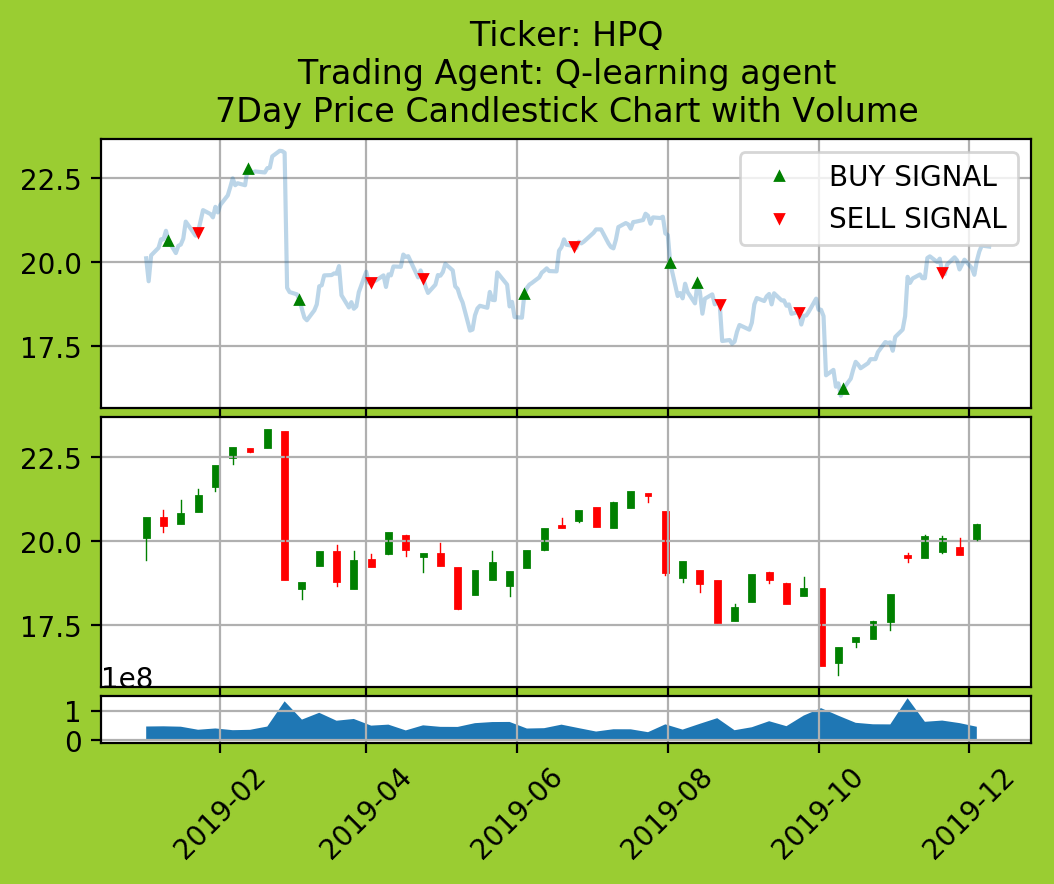 Ticker: HPQ
Trading Agent: Q-learning agent
7Day Price Candlestick Chart with Volume
22.5
20.0
17.5
BUY SIGNAL
SELL SIGNAL
22.5
20.0
17.5
1e8
1
0
2019-02
2019-04
2019-06
2019-08
2019-10
2019-12